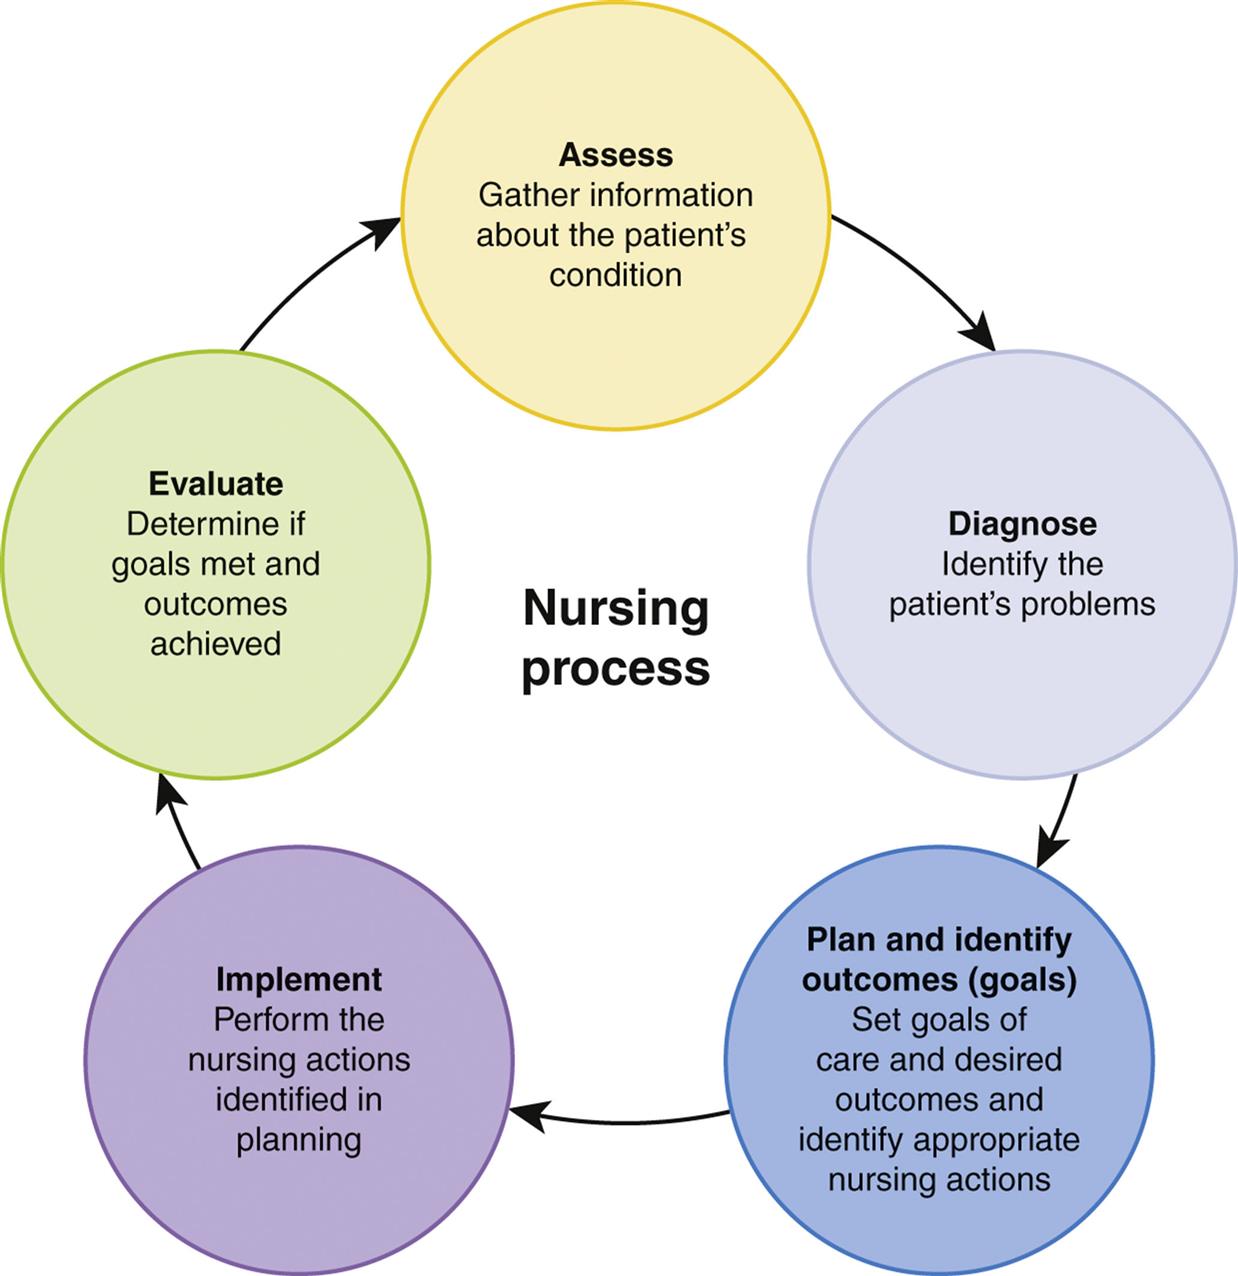 Assess
Gather information
about the patient’s
condition
Diagnose
Identify the
patient’s problems
Plan and identify
outcomes (goals)
Set goals of
care and desired
outcomes and
identify appropriate
nursing actions
Implement
Perform the
nursing actions
identified in
planning
Evaluate
Determine if
goals met and
outcomes
achieved
Nursing
process